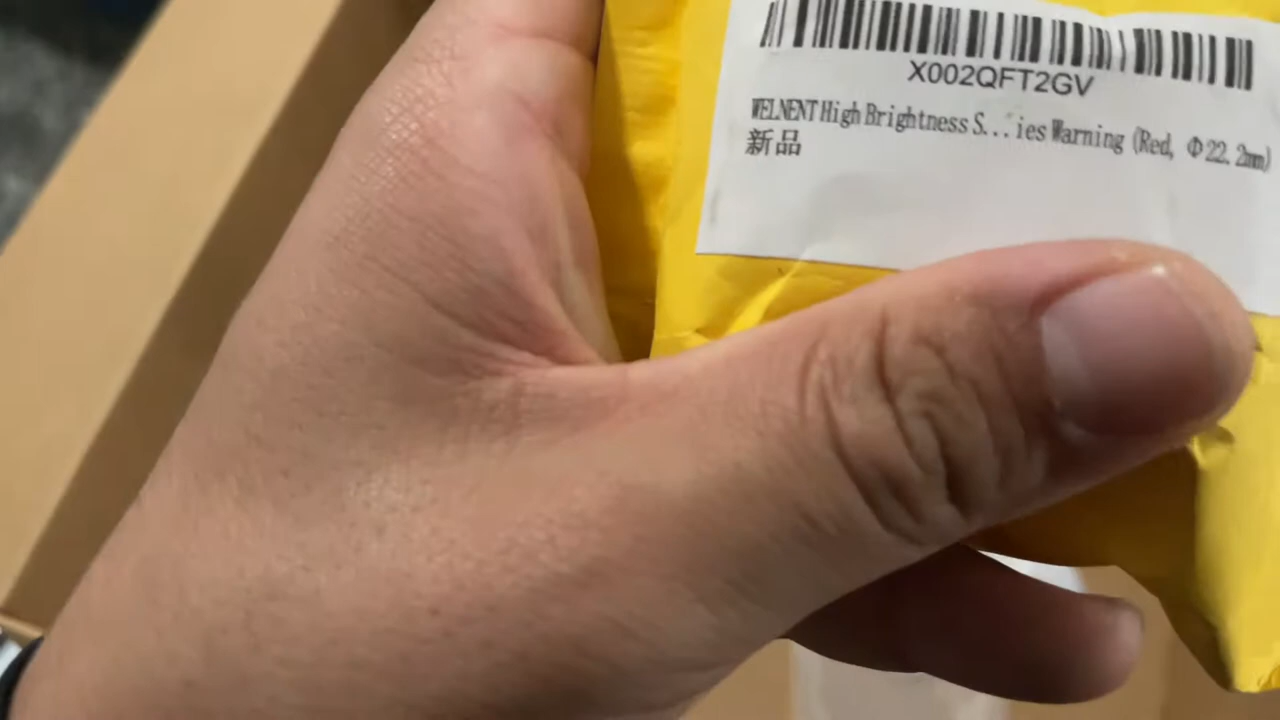 X002QFT2GV
WELNENT High Brightness S...ies Warning (Red, Φ22.2mm)
新品